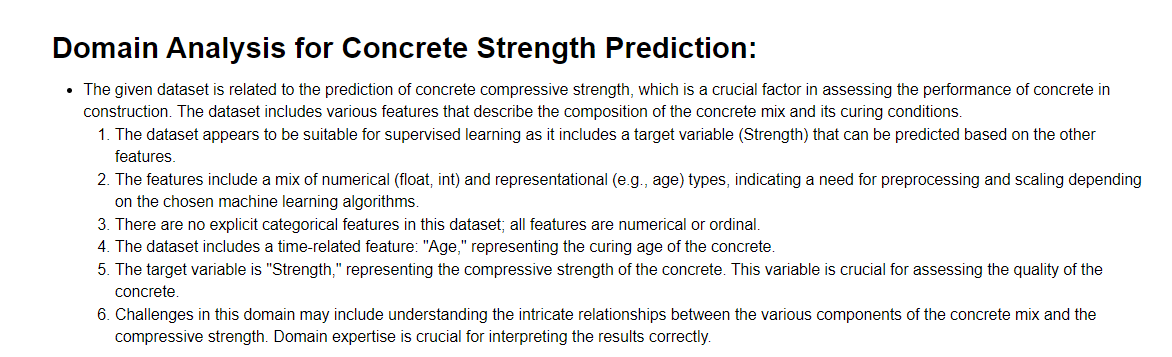 Domain Analysis for Concrete Strength Prediction:
• The given dataset is related to the prediction of concrete compressive strength, which is a crucial factor in assessing the performance of concrete in
construction. The dataset includes various features that describe the composition of the concrete mix and its curing conditions.
1. The dataset appears to be suitable for supervised learning as it includes a target variable (Strength) that can be predicted based on the other
features.
2. The features include a mix of numerical (float, int) and representational (e.g., age) types, indicating a need for preprocessing and scaling depending
on the chosen machine learning algorithms.
3. There are no explicit categorical features in this dataset; all features are numerical or ordinal.
4. The dataset includes a time-related feature: "Age," representing the curing age of the concrete.
5. The target variable is "Strength," representing the compressive strength of the concrete. This variable is crucial for assessing the quality of the
concrete.
6. Challenges in this domain may include understanding the intricate relationships between the various components of the concrete mix and the
compressive strength. Domain expertise is crucial for interpreting the results correctly.